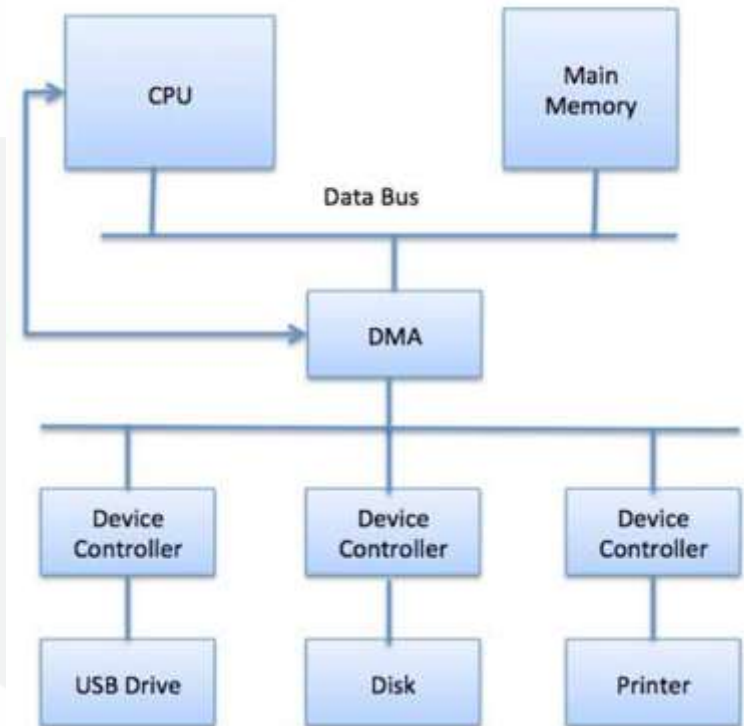 CPU
Main
Memory
Data Bus
DMA
Device
Controller
Device
Controller
Device
Controller
USB Drive
Disk
Printer